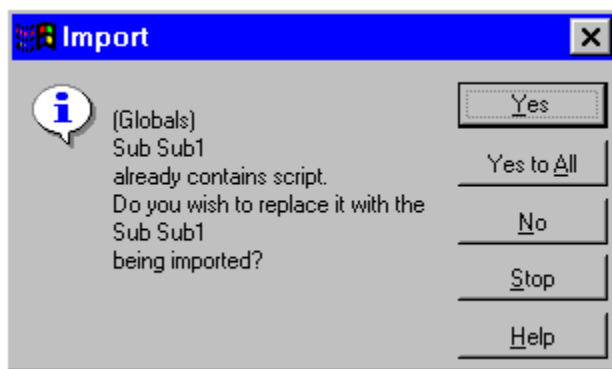 Import
(Globals)
Sub Sub1
already contains script.
Do you wish to replace it with the
Sub Sub1
being imported?
Yes
Yes to All
No
Stop
Help